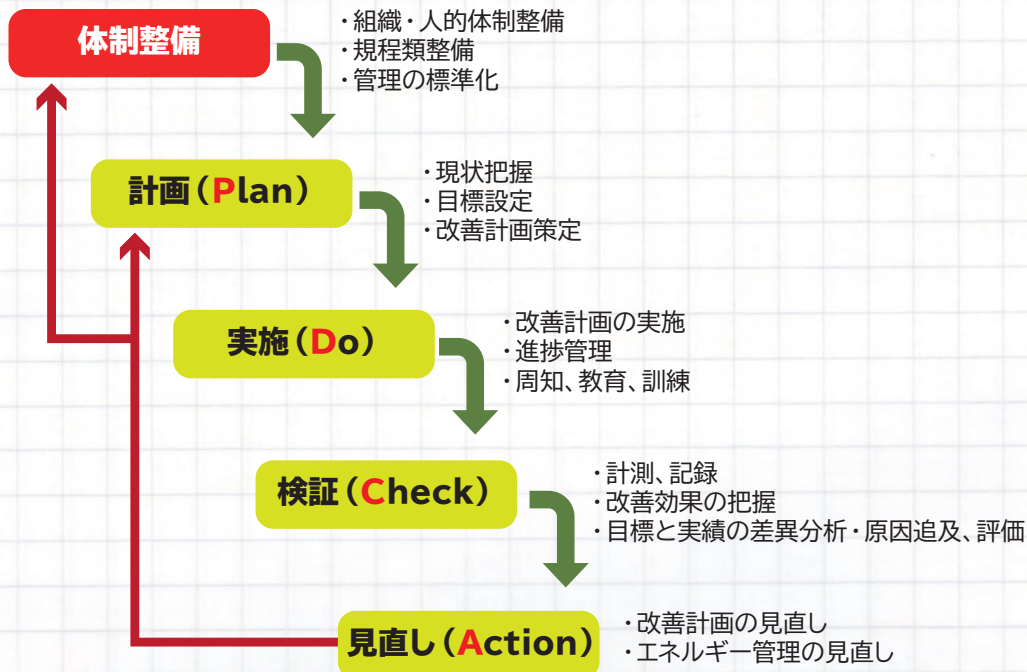 体制整備
・組織・人的体制整備
・規程類整備
・管理の標準化
計画（Plan）
・現状把握
・目標設定
・改善計画策定
実施（Do）
・改善計画の実施
・進捗管理
・周知、教育、訓練
検証（Check）
・計測、記録
・改善効果の把握
・目標と実績の差異分析・原因追及、評価
見直し（Action）
・改善計画の見直し
・エネルギー管理の見直し